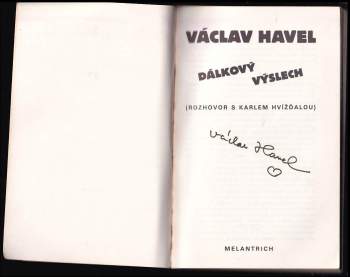 VÁCLAV HAVEL
DÁLKOVÝ
VÝSLECH
(ROZHOVOR S KARLEM HVÍŽĎALOU)
Václav Havel
MELANTRICH